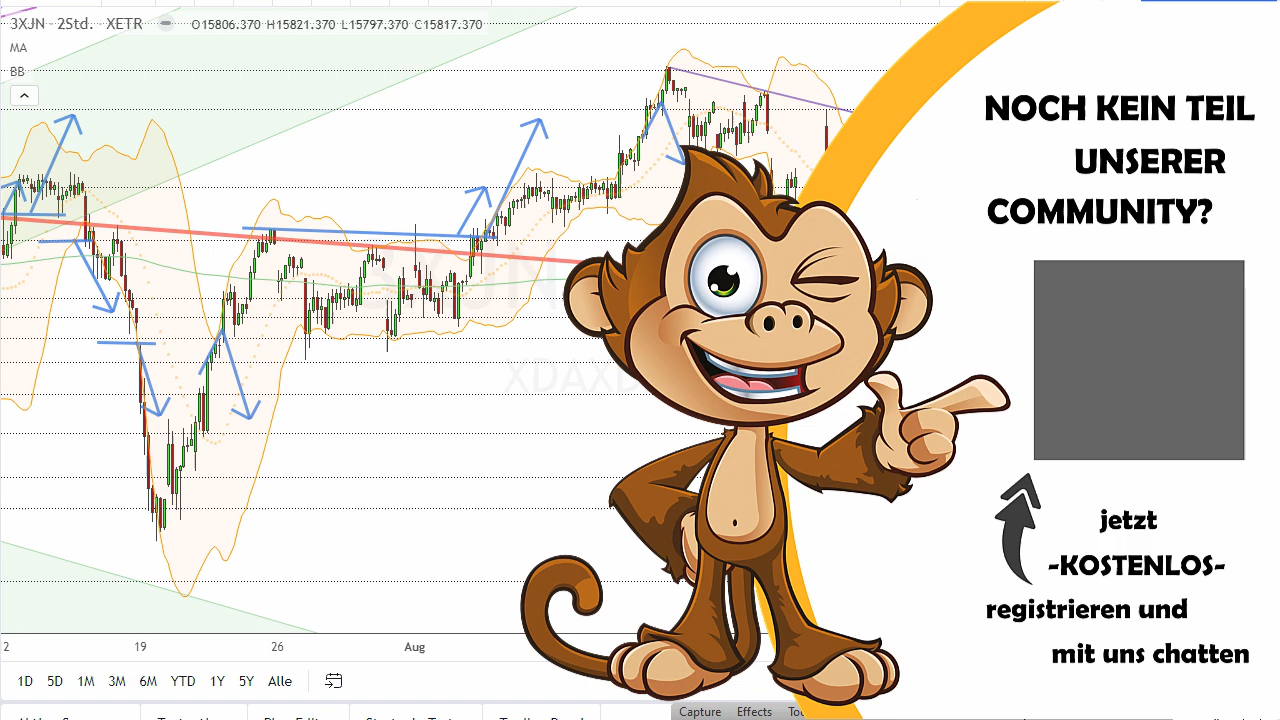 3XJN · 2Std. · XETR O15806.370 H15821.370 L15797.370 C15817.370
MA
BB
NOCH KEIN TEIL
UNSERER
COMMUNITY?
jetzt
-KOSTENLOS-
registrieren und
mit uns chatten
2 19 26 Aug
1D 5D 1M 3M 6M YTD 1Y 5Y Alle
Capture Effects